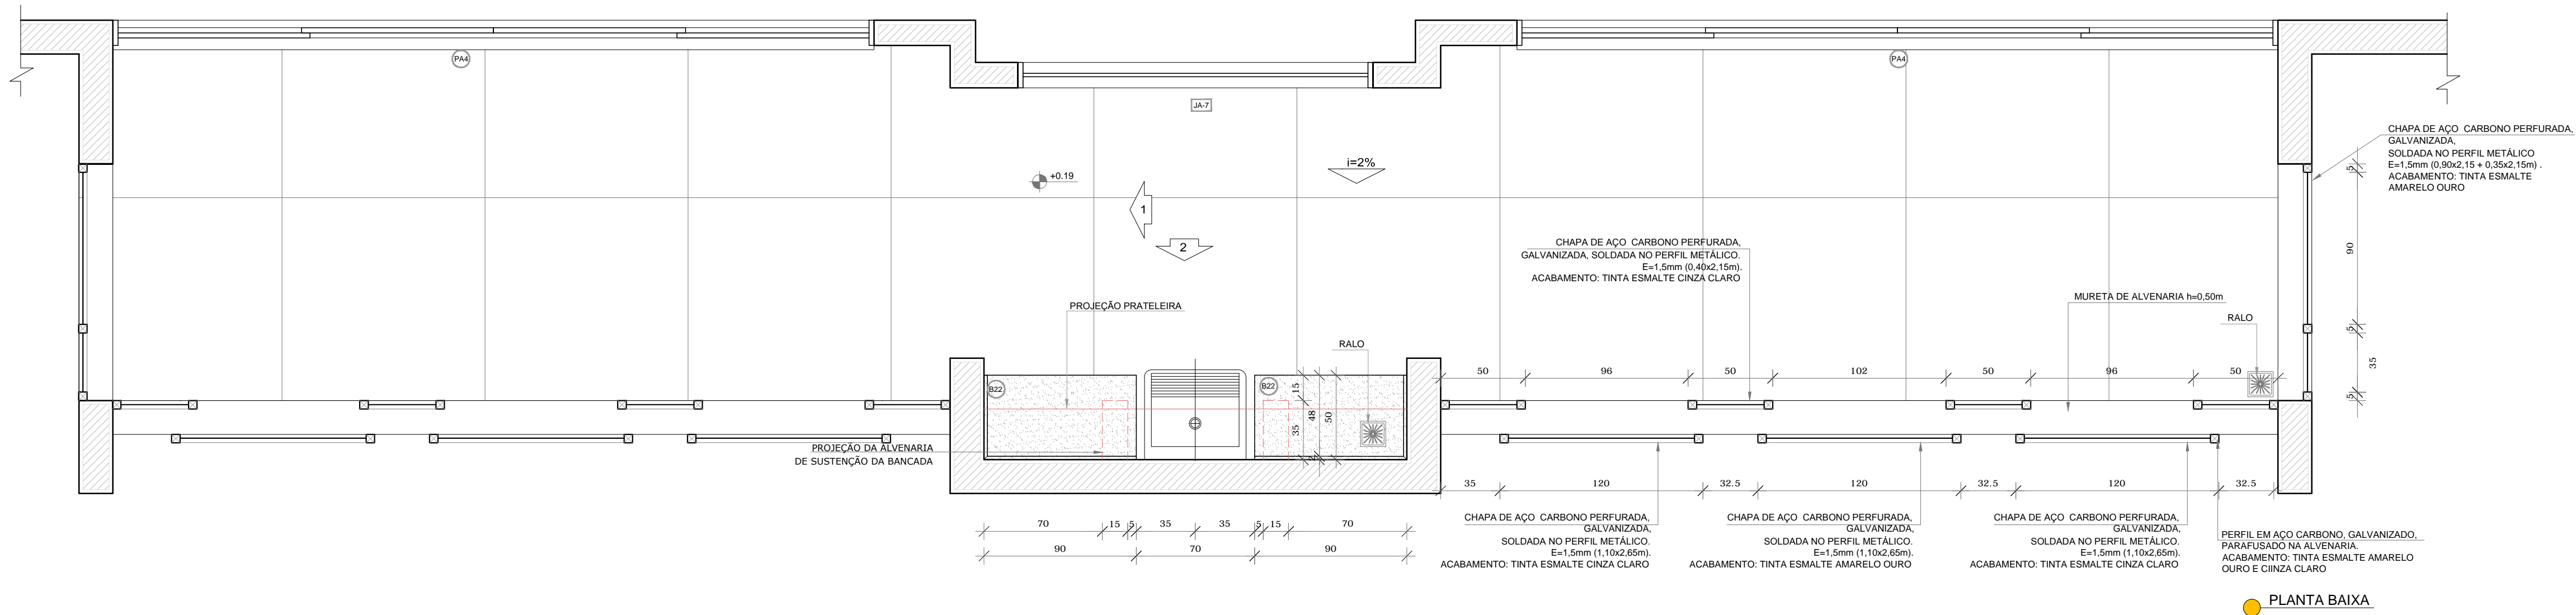 PA4
PA4
JA-7
CHAPA DE AÇO CARBONO PERFURADA,
GALVANIZADA,
SOLDADA NO PERFIL METÁLICO
E=1,5mm (0,90x2,15 + 0,35x2,15m) .
ACABAMENTO: TINTA ESMALTE
AMARELO OURO
i=2%
+0.19
1
2
5
90
5
35
5
CHAPA DE AÇO CARBONO PERFURADA,
GALVANIZADA, SOLDADA NO PERFIL METÁLICO.
E=1,5mm (0,40x2,15m).
ACABAMENTO: TINTA ESMALTE CINZA CLARO
MURETA DE ALVENARIA h=0,50m
RALO
PROJEÇÃO PRATELEIRA
RALO
50 96 50 102 50 96 50
B22
B22
15
48
50
35
2
PROJEÇÃO DA ALVENARIA
DE SUSTENÇÃO DA BANCADA
35 120 32.5 120 32.5 120 32.5
70 15 5 35 35 5 15 70
90 70 90
CHAPA DE AÇO CARBONO PERFURADA,
GALVANIZADA,
SOLDADA NO PERFIL METÁLICO.
E=1,5mm (1,10x2,65m).
ACABAMENTO: TINTA ESMALTE CINZA CLARO
CHAPA DE AÇO CARBONO PERFURADA,
GALVANIZADA,
SOLDADA NO PERFIL METÁLICO.
E=1,5mm (1,10x2,65m).
ACABAMENTO: TINTA ESMALTE AMARELO OURO
CHAPA DE AÇO CARBONO PERFURADA,
GALVANIZADA,
SOLDADA NO PERFIL METÁLICO.
E=1,5mm (1,10x2,65m).
ACABAMENTO: TINTA ESMALTE CINZA CLARO
PERFIL EM AÇO CARBONO, GALVANIZADO,
PARAFUSADO NA ALVENARIA.
ACABAMENTO: TINTA ESMALTE AMARELO
OURO E CIINZA CLARO
PLANTA BAIXA